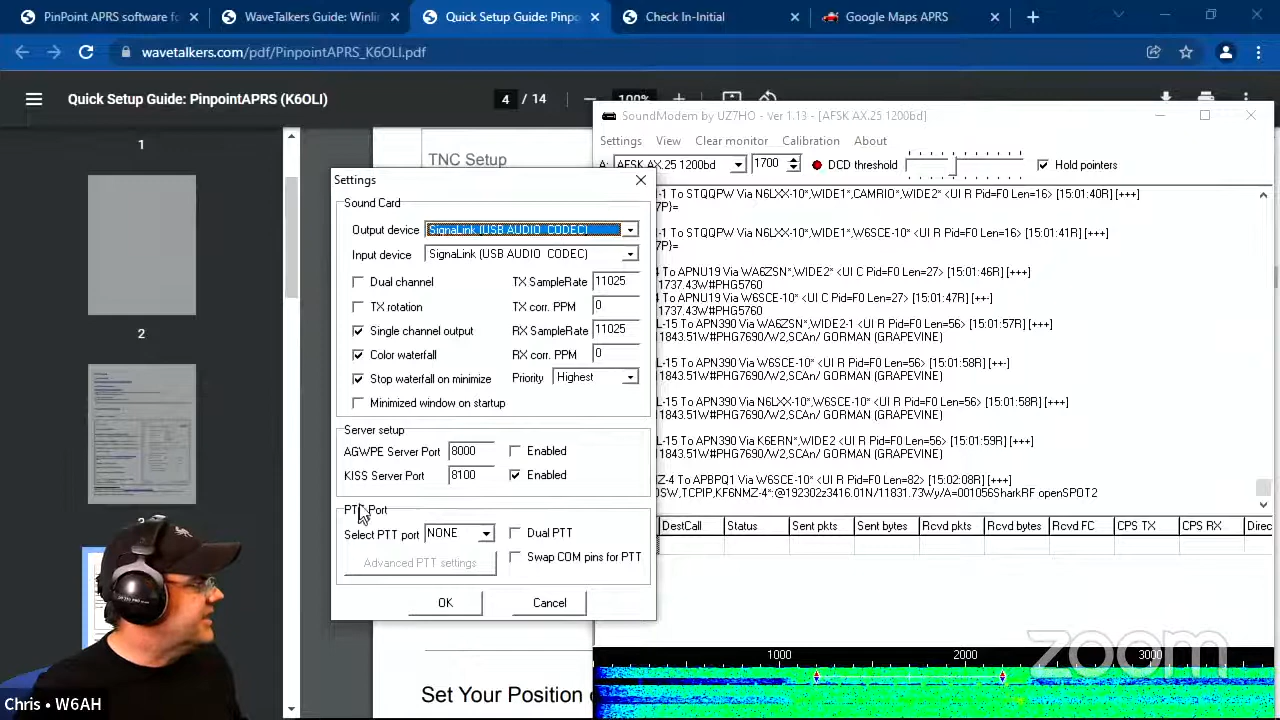 PinPoint APRS software fo
WaveTalkers Guide: Winli
Quick Setup Guide: Pinpo
Check In-Initial
Google Maps APRS
wavetalkers.com/pdf/PinpointAPRS_K6OLI.pdf
Quick Setup Guide: PinpointAPRS (K6OLI)
4 / 14
100%
1
2
TNC Setup
SoundModem by UZ7HO - Ver 1.13 - [AFSK AX.25 1200bd]
Settings View Clear monitor Calibration About
A: AFSK AX.25 1200bd 1700 DCD threshold Hold pointers
-1 To STQQPW Via N6LXX-10*,WIDE1*,CAMRIO*,WIDE2* <UI R Pid=F0 Len=16> [15:01:40R] [+++]
7P}=
-1 To STQQPW Via N6LXX-10*,WIDE1*,W6SCE-10* <UI R Pid=F0 Len=16> [15:01:41R] [+++]
7P}=
4 To APNU19 Via WA6ZSN*,WIDE2* <UI C Pid=F0 Len=27> [15:01:46R] [+++]
1737.43W#PHG5760
4 To APNU19 Via W6SCE-10* <UI C Pid=F0 Len=27> [15:01:47R] [++-]
1737.43W#PHG5760
L-15 To APN390 Via WA6ZSN*,WIDE2-1 <UI R Pid=F0 Len=56> [15:01:57R] [+++]
11843.51W#PHG7690/W2,SCAn/ GORMAN (GRAPEVINE)
L-15 To APN390 Via W6SCE-10* <UI R Pid=F0 Len=56> [15:01:58R] [++-]
11843.51W#PHG7690/W2,SCAn/ GORMAN (GRAPEVINE)
L-15 To APN390 Via N6LXX-10*,W6SCE-10* <UI R Pid=F0 Len=56> [15:01:58R] [+++]
11843.51W#PHG7690/W2,SCAn/ GORMAN (GRAPEVINE)
L-15 To APN390 Via K6ERN*,WIDE2 <UI R Pid=F0 Len=56> [15:01:59R] [+++]
11843.51W#PHG7690/W2,SCAn/ GORMAN (GRAPEVINE)
Z-4 To APBPQ1 Via W6SCE-10* <UI R Pid=F0 Len=82> [15:02:08R] [+++]
DSW,TCPIP,KF6NMZ-4*:@192302z3416.01N/11831.73Wy/A=001056SharkRF openSPOT2
DestCall Status Sent pkts Sent bytes Rcvd pkts Rcvd bytes Rcvd FC CPS TX CPS RX Direc
1000 2000 3000
Settings
Sound Card
Output device SignaLink (USB AUDIO CODEC)
Input device SignaLink (USB AUDIO CODEC)
Dual channel TX SampleRate 11025
TX rotation TX corr. PPM 0
Single channel output RX SampleRate 11025
Color waterfall RX corr. PPM 0
Stop waterfall on minimize Priority Highest
Minimized window on startup
Server setup
AGWPE Server Port 8000 Enabled
KISS Server Port 8100 Enabled
Port
Select PTT port NONE Dual PTT
Advanced PTT settings Swap COM pins for PTT
OK Cancel
Set Your Position
zoom
Chris • W6AH